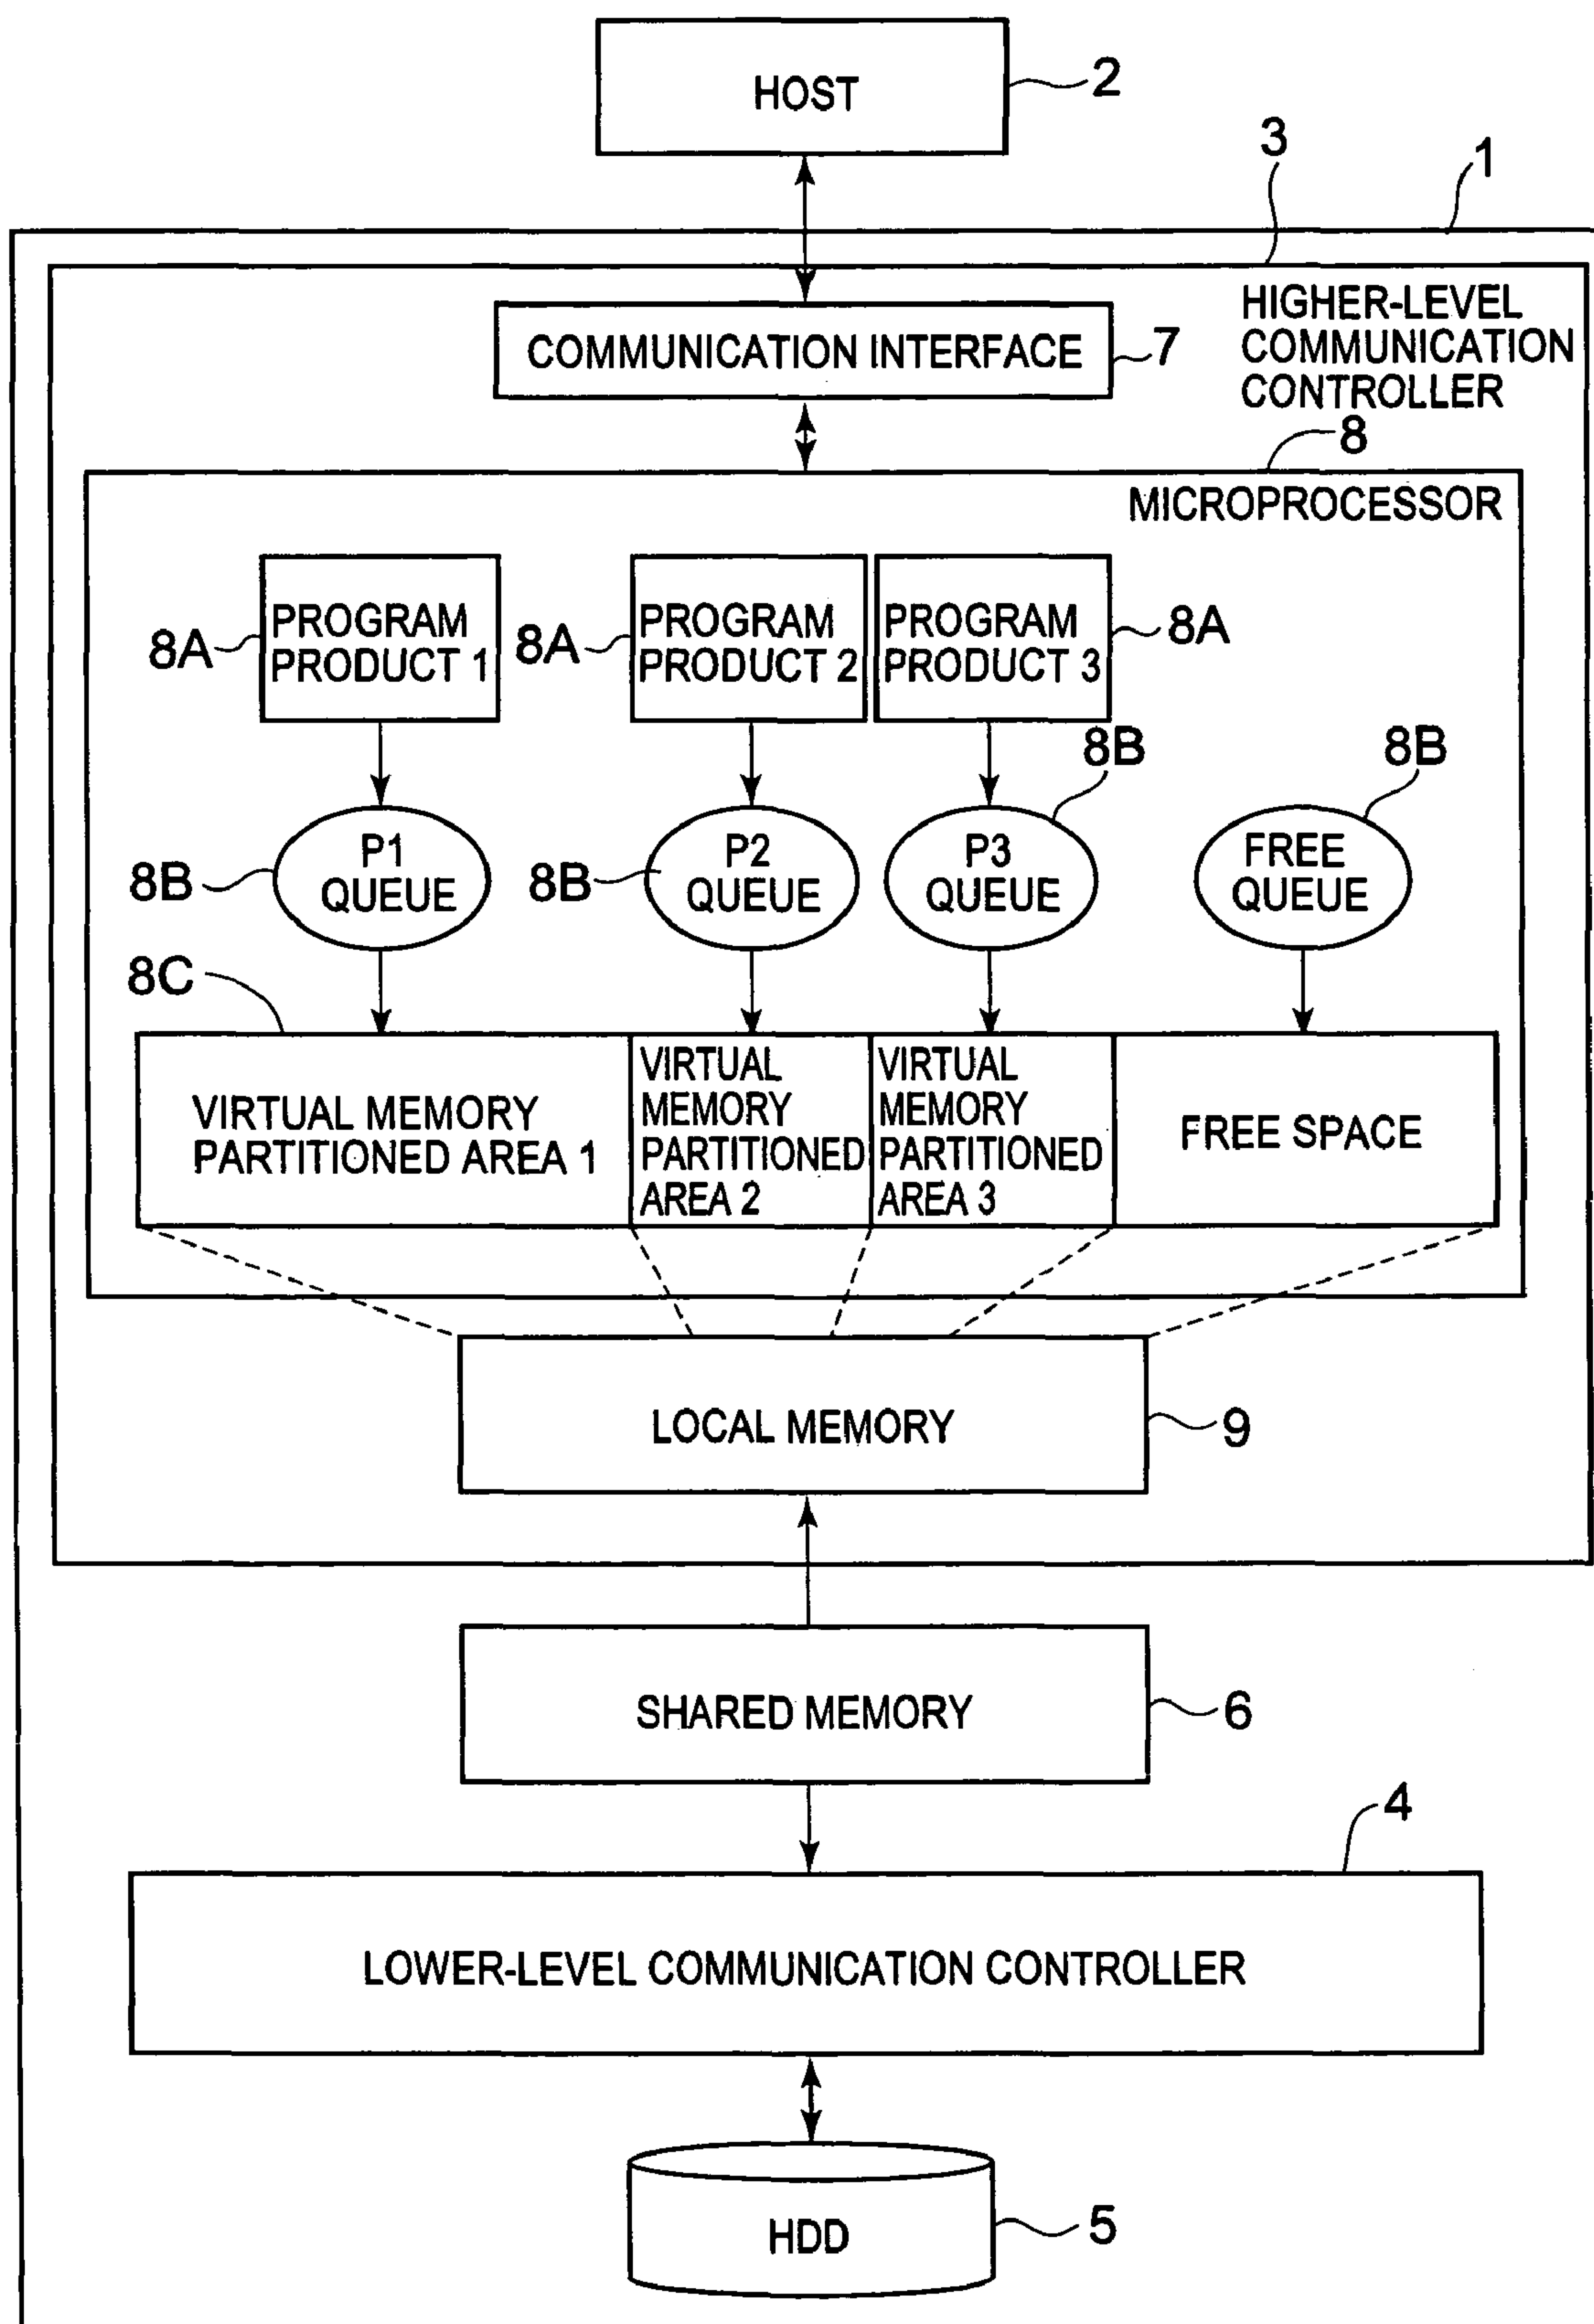 HOST
2
3
1
COMMUNICATION INTERFACE
7
HIGHER-LEVEL
COMMUNICATION
CONTROLLER
8
MICROPROCESSOR
8A
PROGRAM
PRODUCT 1
8A
PROGRAM
PRODUCT 2
PROGRAM
PRODUCT 3
8A
8B
P1
QUEUE
8B
P2
QUEUE
8B
P3
QUEUE
8B
FREE
QUEUE
8C
VIRTUAL MEMORY
PARTITIONED AREA 1
VIRTUAL
MEMORY
PARTITIONED
AREA 2
VIRTUAL
MEMORY
PARTITIONED
AREA 3
FREE SPACE
LOCAL MEMORY
9
SHARED MEMORY
6
4
LOWER-LEVEL COMMUNICATION CONTROLLER
HDD
5